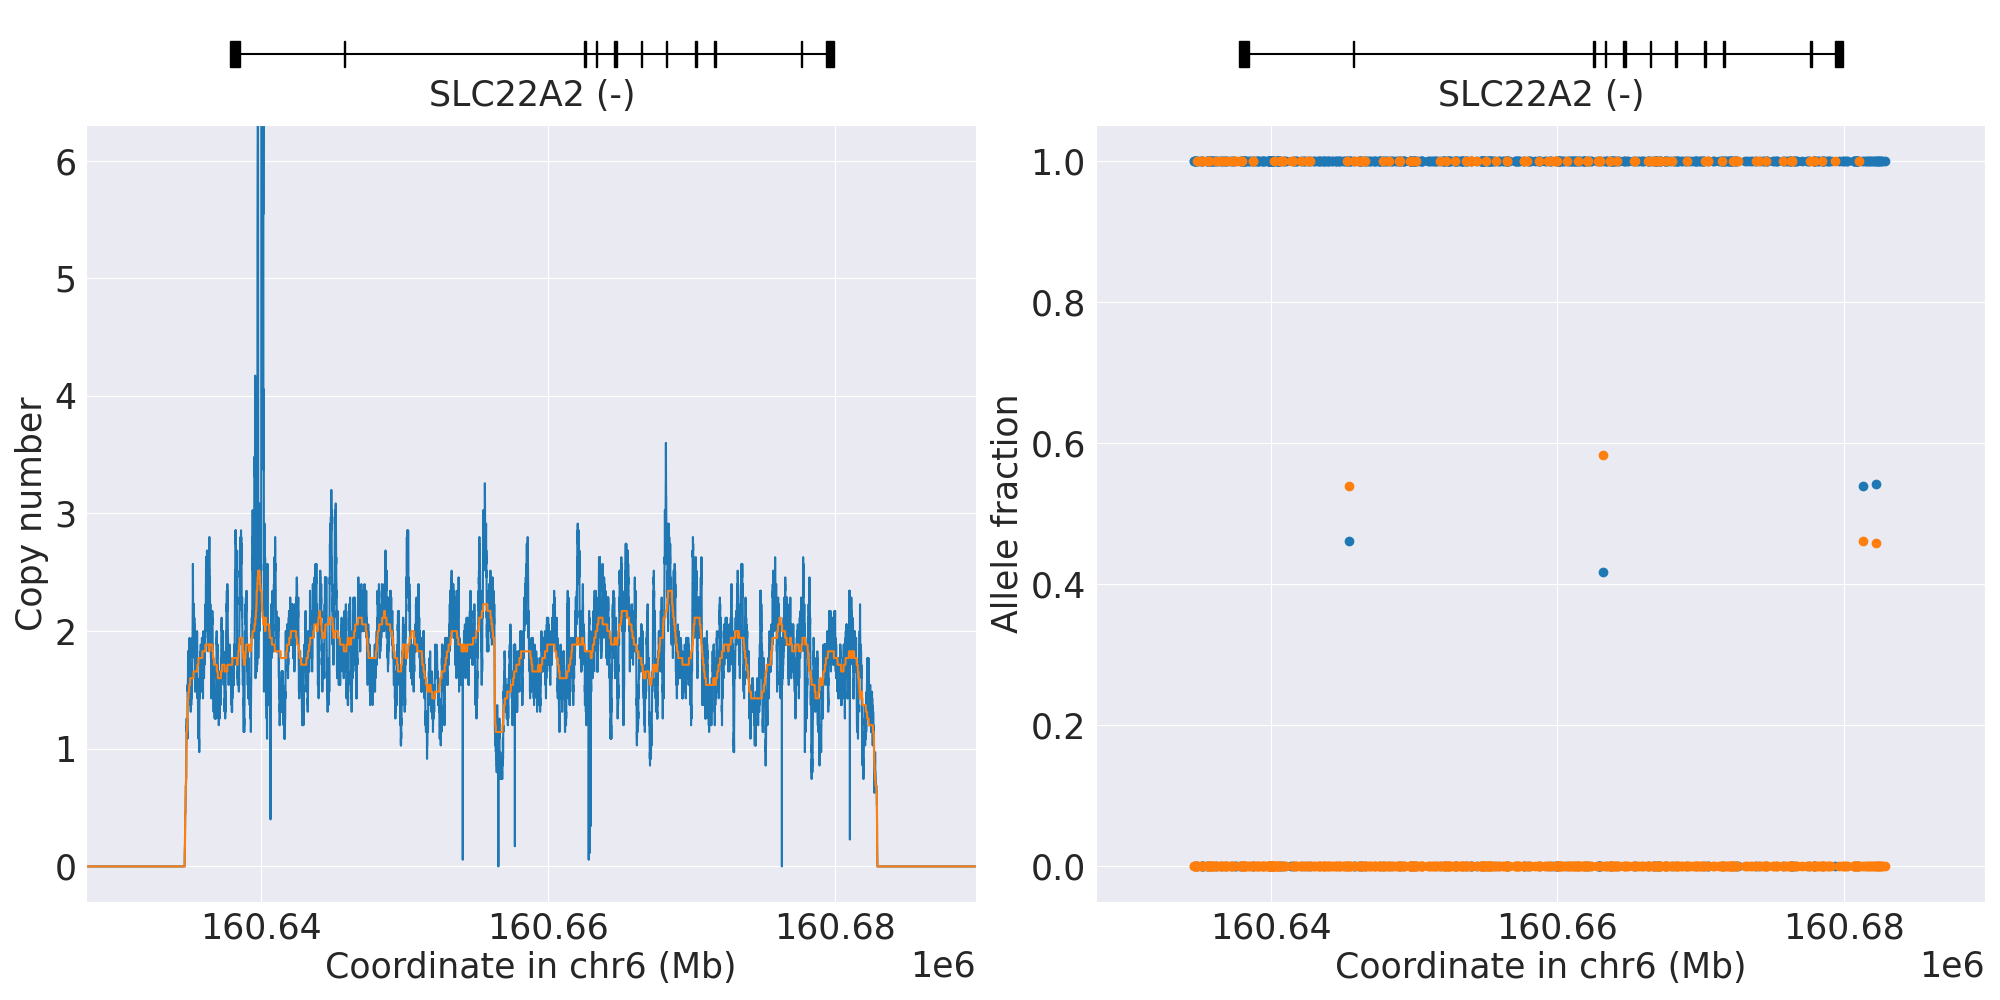 SLC22A2 (-)
6
5
4
3
2
1
0
Copy number
160.64 160.66 160.68
Coordinate in chr6 (Mb) 1e6
SLC22A2 (-)
1.0
0.8
0.6
0.4
0.2
0.0
Allele fraction
160.64 160.66 160.68
Coordinate in chr6 (Mb) 1e6